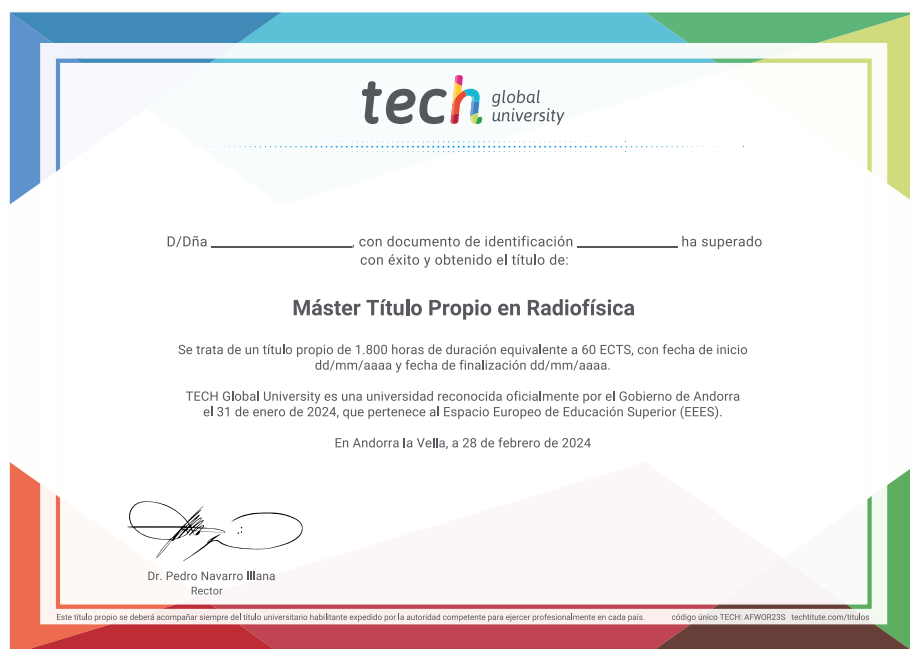 tech global university
D/Dña ________________, con documento de identificación ____________ ha superado
con éxito y obtenido el título de:
Máster Título Propio en Radiofísica
Se trata de un título propio de 1.800 horas de duración equivalente a 60 ECTS, con fecha de inicio
dd/mm/aaaa y fecha de finalización dd/mm/aaaa.
TECH Global University es una universidad reconocida oficialmente por el Gobierno de Andorra
el 31 de enero de 2024, que pertenece al Espacio Europeo de Educación Superior (EEES).
En Andorra la Vella, a 28 de febrero de 2024
Dr. Pedro Navarro Illana
Rector
Este título propio se deberá acompañar siempre del título universitario habilitante expedido por la autoridad competente para ejercer profesionalmente en cada país. código único TECH: AFWOR23S techtitute.com/titulos